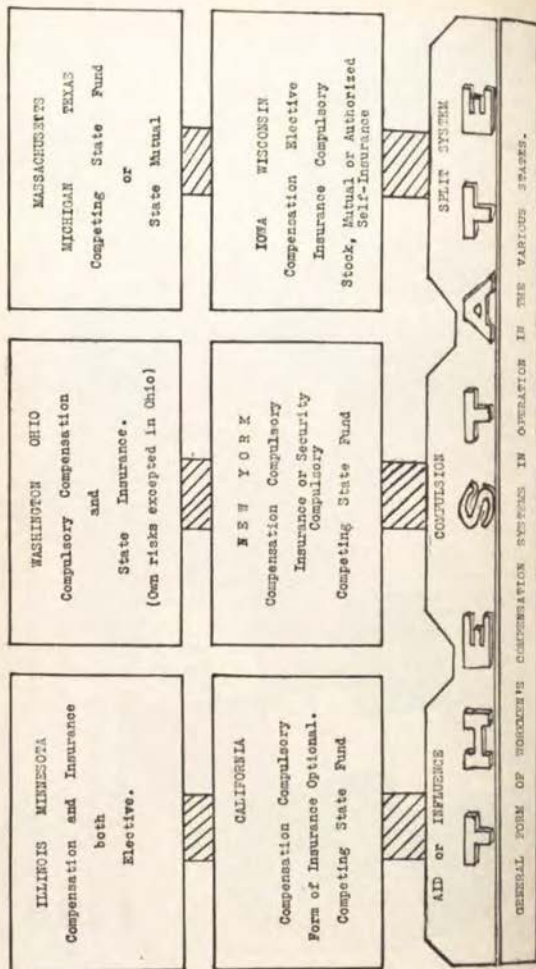 ILLINOIS MINNESOTA
Compensation and Insurance
both
Elective.
WASHINGTON OHIO
Compulsory Compensation
and
State Insurance.
(Own risks excepted in Ohio)
MASSACHUSETTS
MICHIGAN TEXAS
Competing State Fund
or
State Mutual
CALIFORNIA
Compensation Compulsory
Form of Insurance Optional.
Competing State Fund
NEW YORK
Compensation Compulsory
Insurance or Security
Compulsory
Competing State Fund
IOWA WISCONSIN
Compensation Elective
Insurance Compulsory
Stock, Mutual or Authorized
Self-Insurance
AID or INFLUENCE
COMPULSION
SPLIT SYSTEM
THE STATE
GENERAL FORM OF WORKMEN'S COMPENSATION SYSTEMS IN OPERATION IN THE VARIOUS STATES.